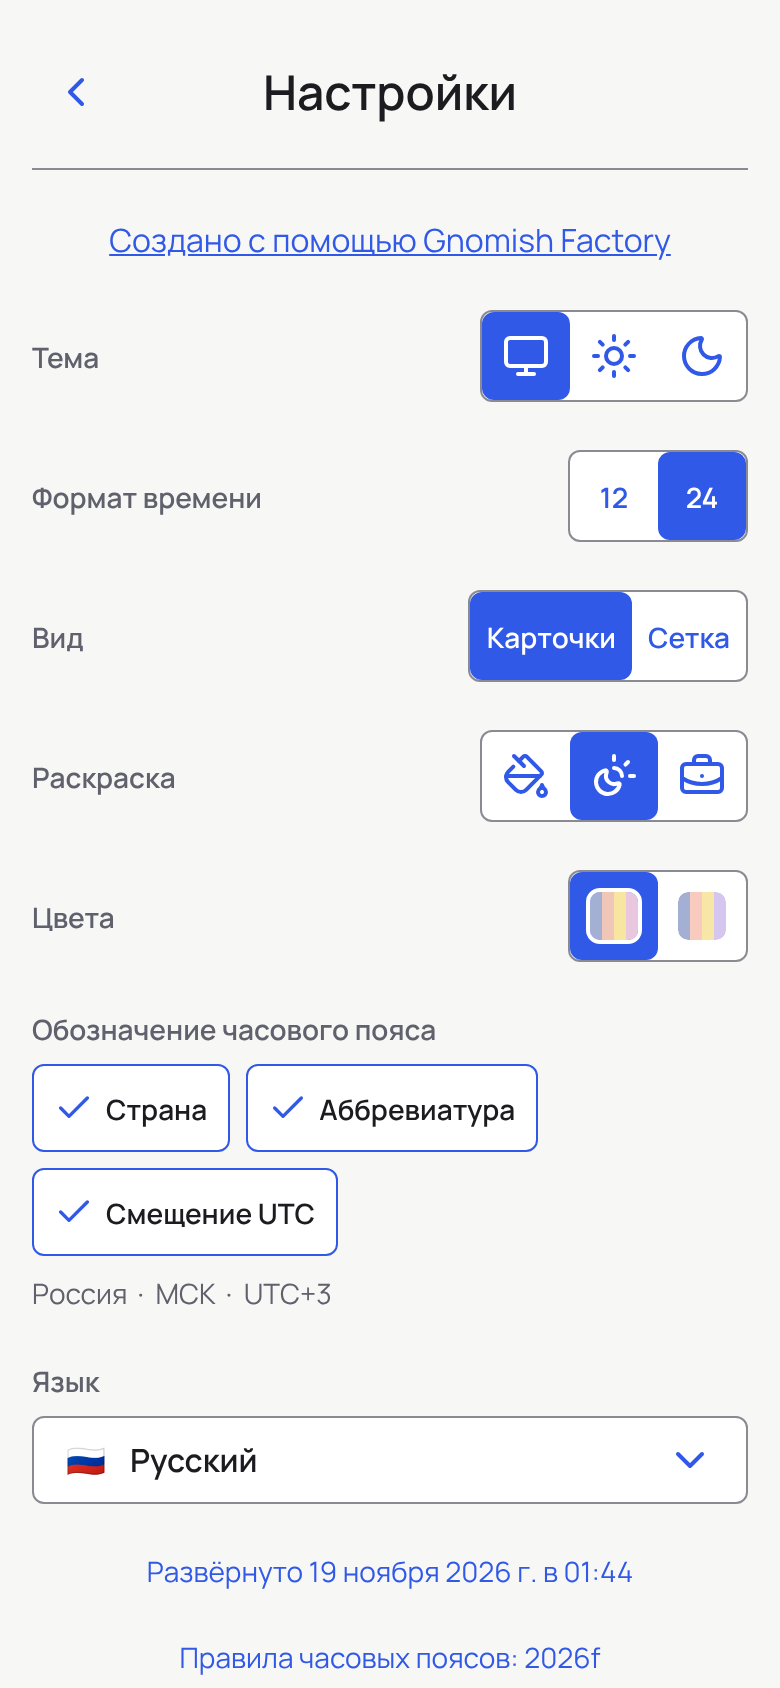 Настройки
Создано с помощью Gnomish Factory
Тема
Формат времени
12 24
Вид
Карточки Сетка
Раскраска
Цвета
Обозначение часового пояса
Страна Аббревиатура
Смещение UTC
Россия · МСК · UTC+3
Язык
Русский
Развёрнуто 19 ноября 2026 г. в 01:44
Правила часовых поясов: 2026f